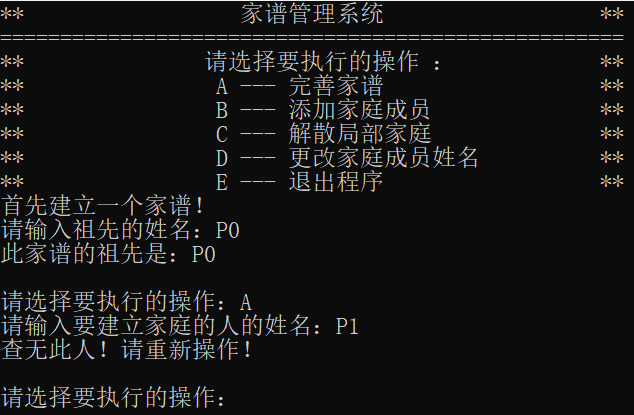 **                  家谱管理系统                  **
====================================================
**               请选择要执行的操作 :             **
**                A --- 完善家谱                  **
**                B --- 添加家庭成员              **
**                C --- 解散局部家庭              **
**                D --- 更改家庭成员姓名          **
**                E --- 退出程序                  **
首先建立一个家谱!
请输入祖先的姓名: P0
此家谱的祖先是: P0
请选择要执行的操作: A
请输入要建立家庭的人的姓名: P1
查无此人! 请重新操作!
请选择要执行的操作: